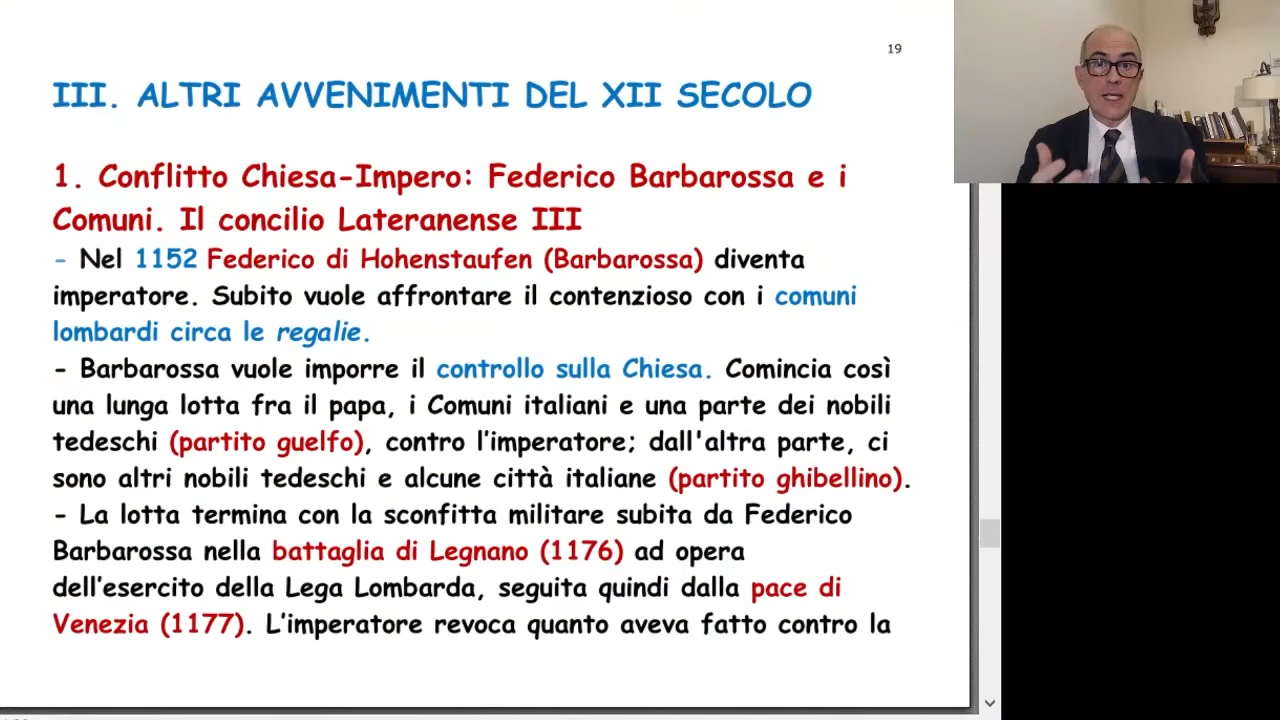 19
III. ALTRI AVVENIMENTI DEL XII SECOLO
1. Conflitto Chiesa-Impero: Federico Barbarossa e i
Comuni. Il concilio Lateranense III
- Nel 1152 Federico di Hohenstaufen (Barbarossa) diventa
imperatore. Subito vuole affrontare il contenzioso con i comuni
lombardi circa le regalie.
- Barbarossa vuole imporre il controllo sulla Chiesa. Comincia così
una lunga lotta fra il papa, i Comuni italiani e una parte dei nobili
tedeschi (partito guelfo), contro l’imperatore; dall'altra parte, ci
sono altri nobili tedeschi e alcune città italiane (partito ghibellino).
- La lotta termina con la sconfitta militare subita da Federico
Barbarossa nella battaglia di Legnano (1176) ad opera
dell’esercito della Lega Lombarda, seguita quindi dalla pace di
Venezia (1177). L’imperatore revoca quanto aveva fatto contro la